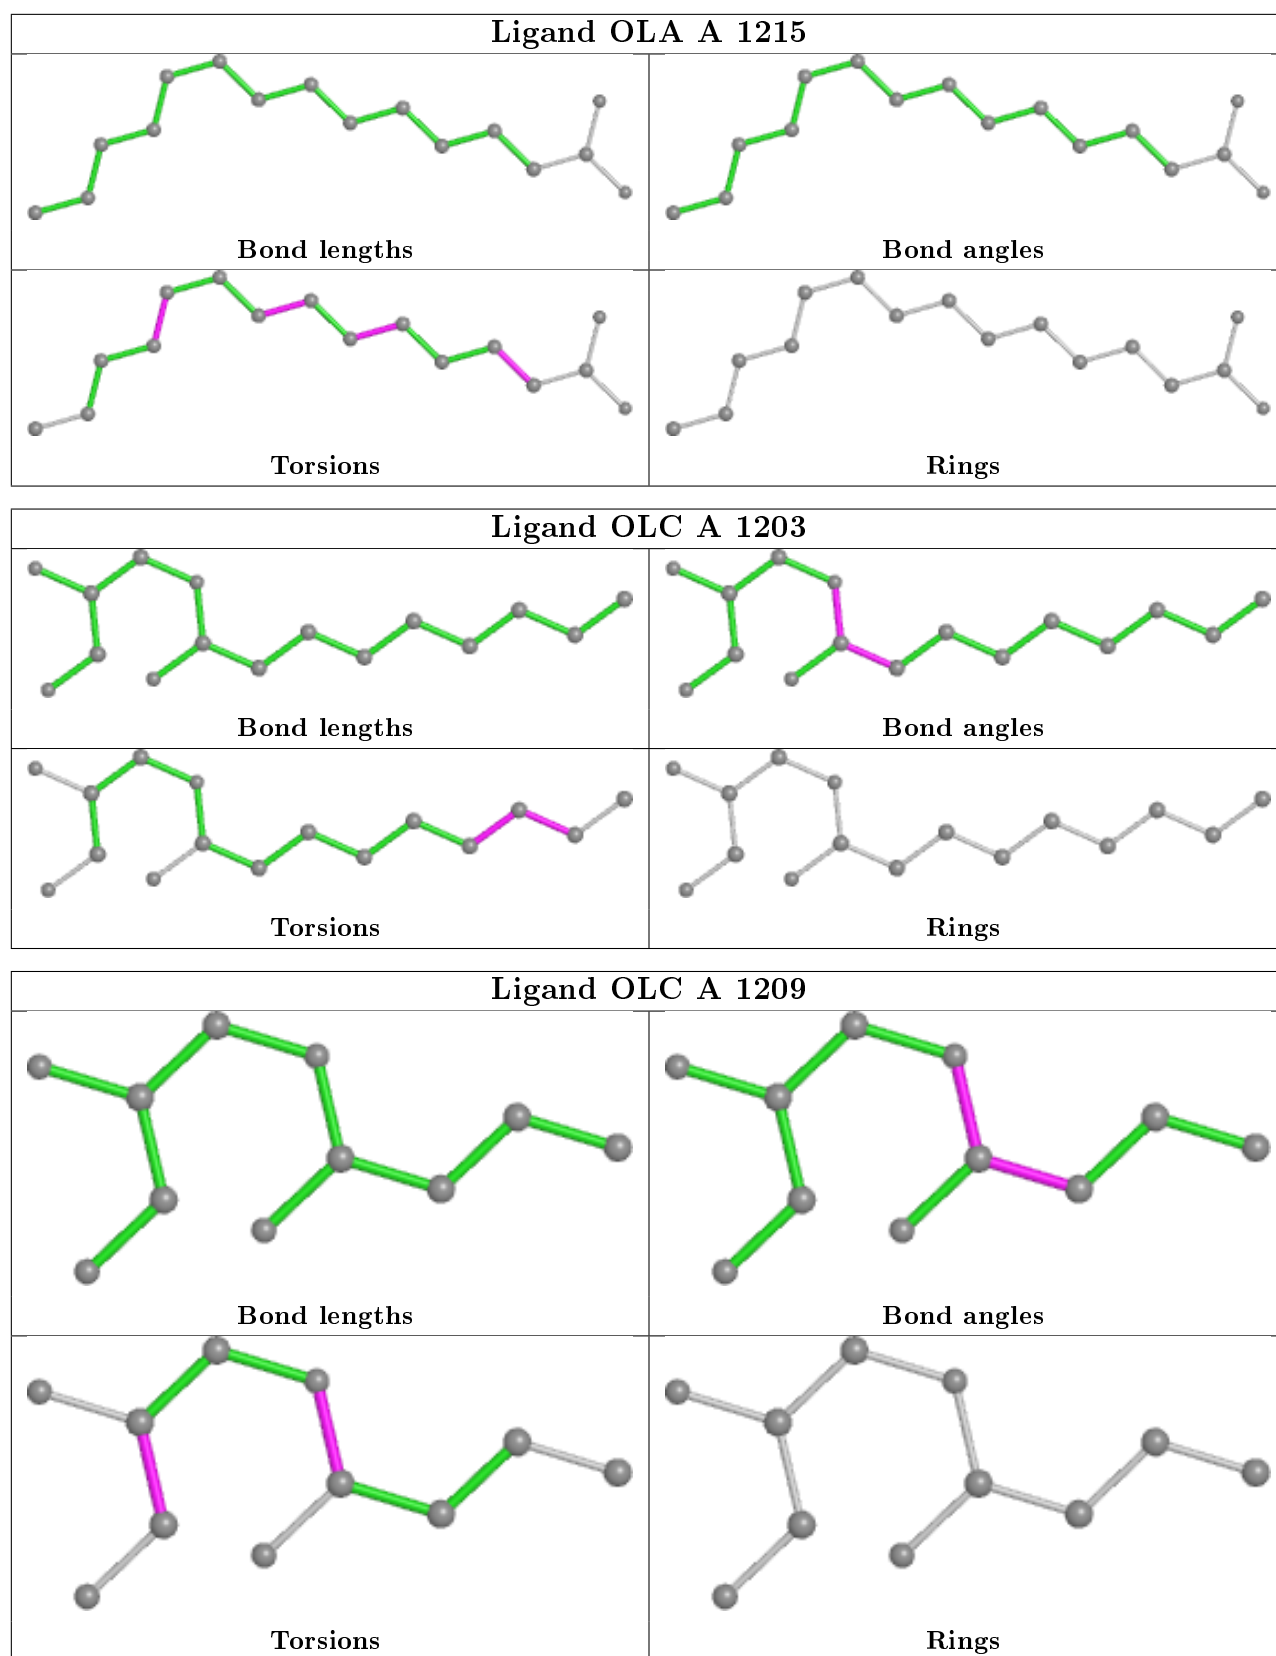 Ligand OLA A 1215
Bond lengths
Bond angles
Torsions
Rings
Ligand OLC A 1203
Bond lengths
Bond angles
Torsions
Rings
Ligand OLC A 1209
Bond lengths
Bond angles
Torsions
Rings